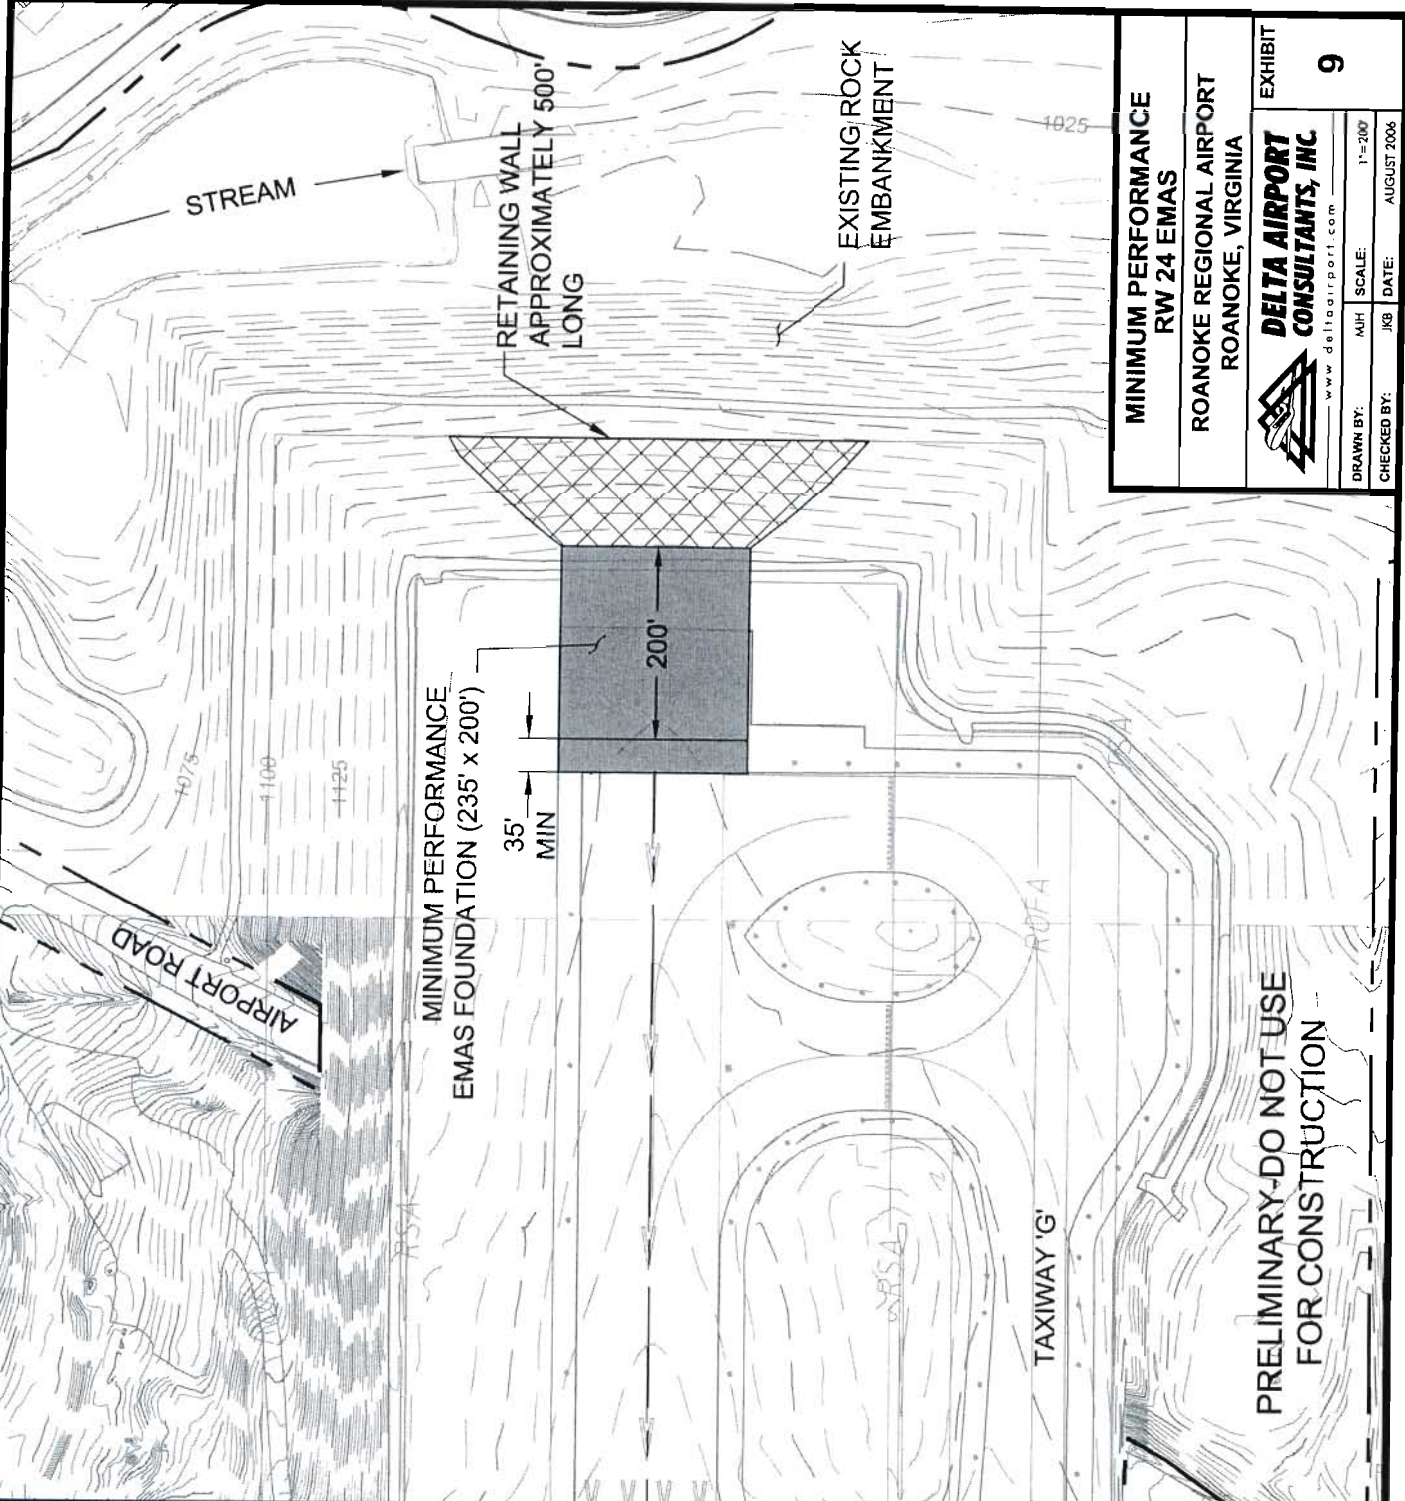 STREAM
RETAINING WALL
APPROXIMATELY 500'
LONG
EXISTING ROCK
EMBANKMENT
1025
MINIMUM PERFORMANCE
EMAS FOUNDATION (235' x 200')
35'
MIN
200'
1075
1100
1125
AIRPORT ROAD
RSA
ROFA
TAXIWAY 'G'
PRELIMINARY-DO NOT USE
FOR CONSTRUCTION
MINIMUM PERFORMANCE
RW 24 EMAS
ROANOKE REGIONAL AIRPORT
ROANOKE, VIRGINIA
DELTA AIRPORT
CONSULTANTS, INC.
www.deltaairport.com
EXHIBIT
9
DRAWN BY: MJH SCALE: 1"=200'
CHECKED BY: JKB DATE: AUGUST 2006